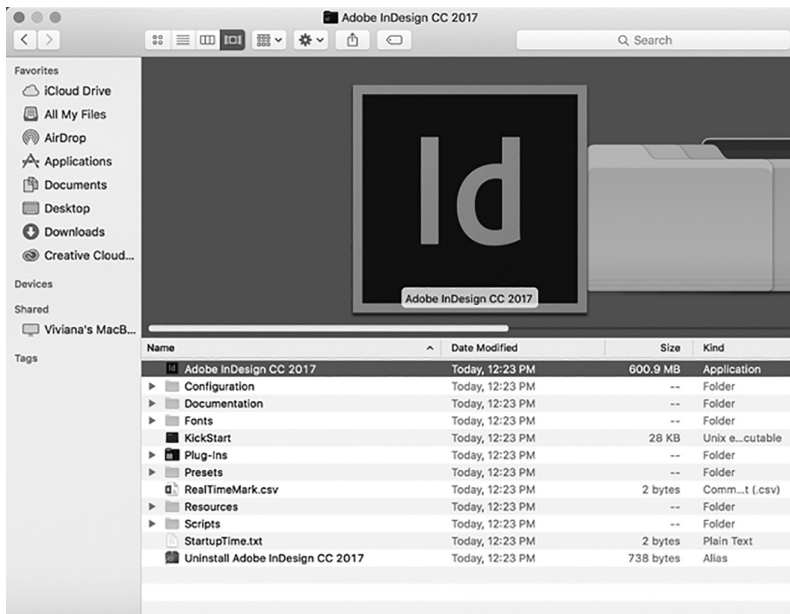 Adobe InDesign CC 2017
Search
Favorites
iCloud Drive
All My Files
AirDrop
Applications
Documents
Desktop
Downloads
Creative Cloud...
Devices
Shared
Viviana's MacB...
Tags
Id
Adobe InDesign CC 2017
Name Date Modified Size Kind
Id Adobe InDesign CC 2017 Today, 12:23 PM 600.9 MB Application
Configuration Today, 12:23 PM -- Folder
Documentation Today, 12:23 PM -- Folder
Fonts Today, 12:23 PM -- Folder
KickStart Today, 12:23 PM 28 KB Unix e...cutable
Plug-Ins Today, 12:23 PM -- Folder
Presets Today, 12:23 PM -- Folder
RealTimeMark.csv Today, 12:23 PM 2 bytes Comm...t (.csv)
Resources Today, 12:23 PM -- Folder
Scripts Today, 12:23 PM -- Folder
StartupTime.txt Today, 12:23 PM 2 bytes Plain Text
Uninstall Adobe InDesign CC 2017 Today, 12:23 PM 738 bytes Alias